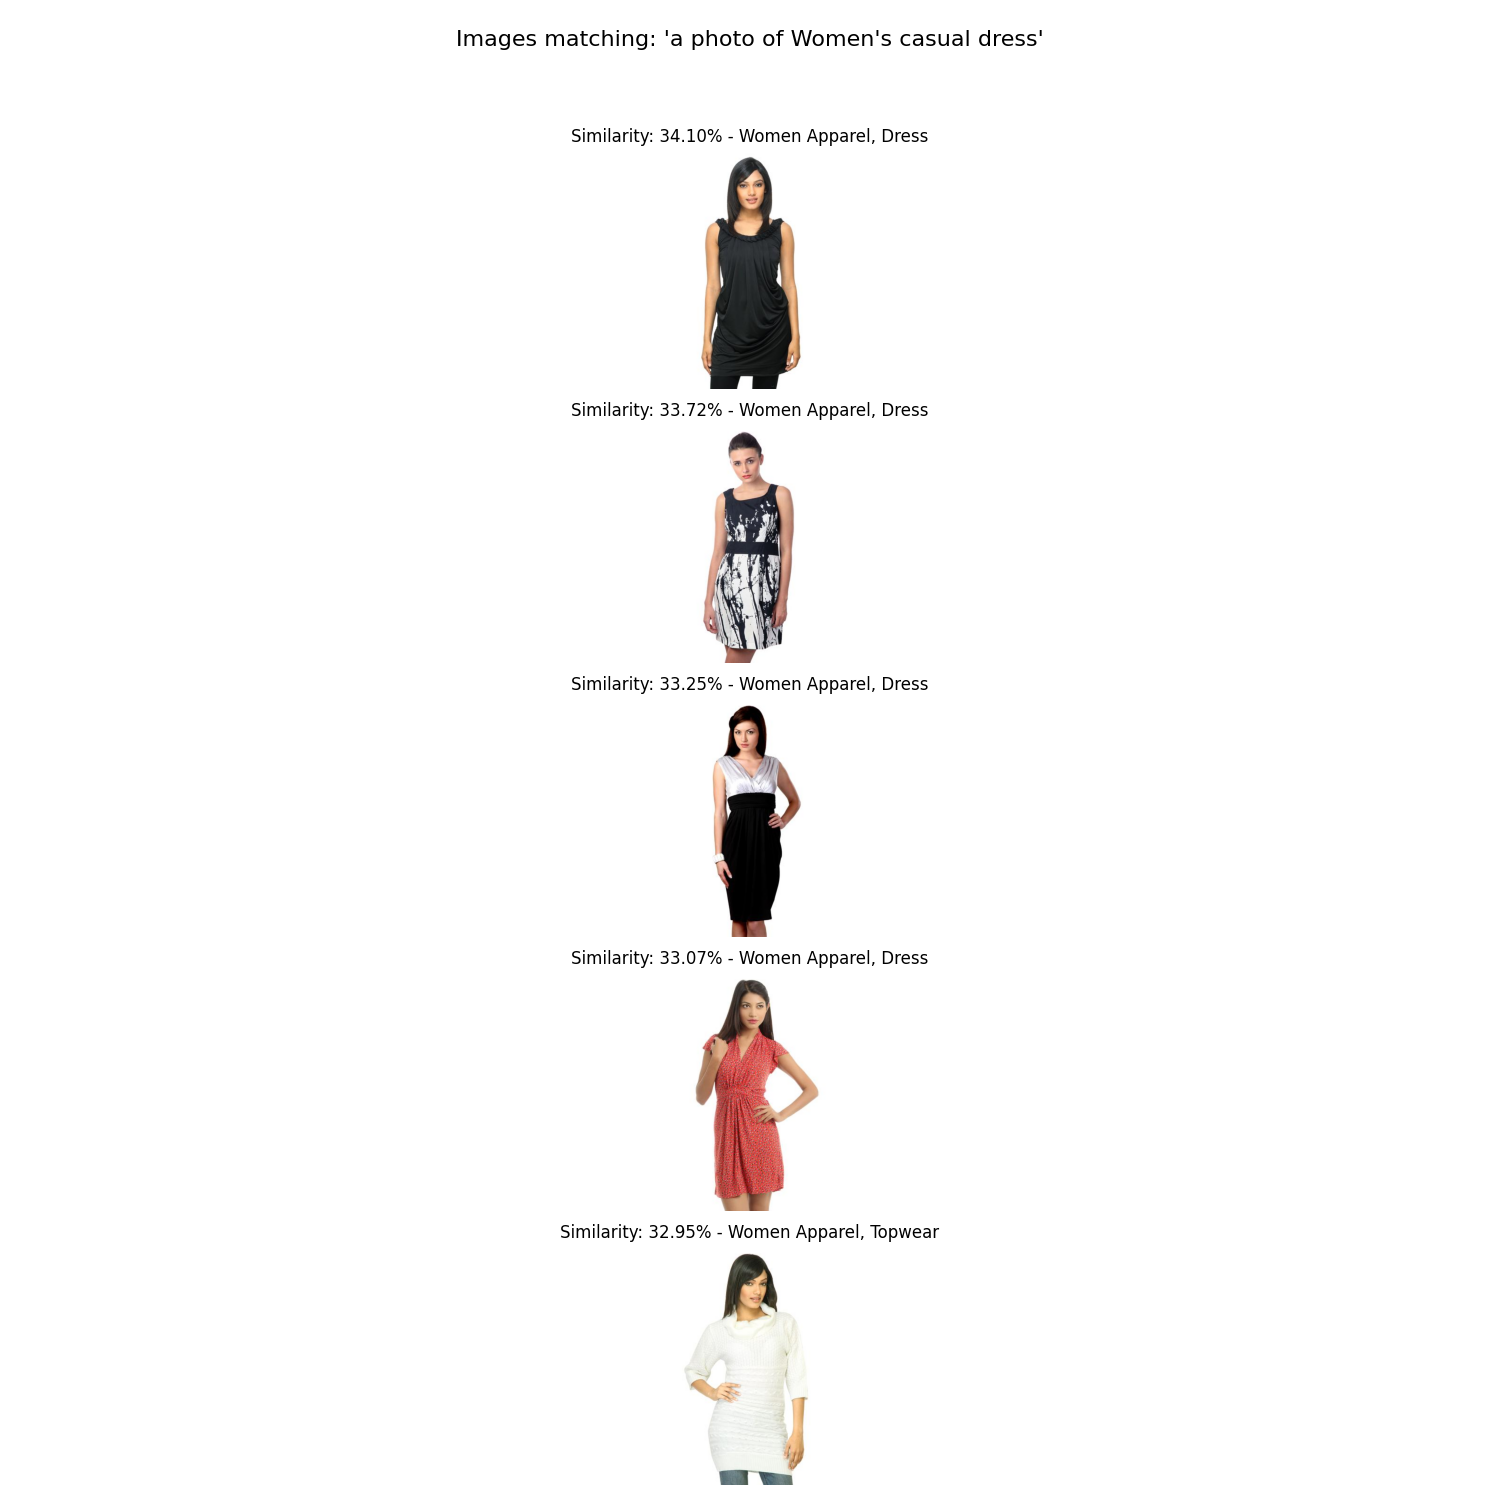 Images matching: 'a photo of Women's casual dress'
Similarity: 34.10% - Women Apparel, Dress
Similarity: 33.72% - Women Apparel, Dress
Similarity: 33.25% - Women Apparel, Dress
Similarity: 33.07% - Women Apparel, Dress
Similarity: 32.95% - Women Apparel, Topwear